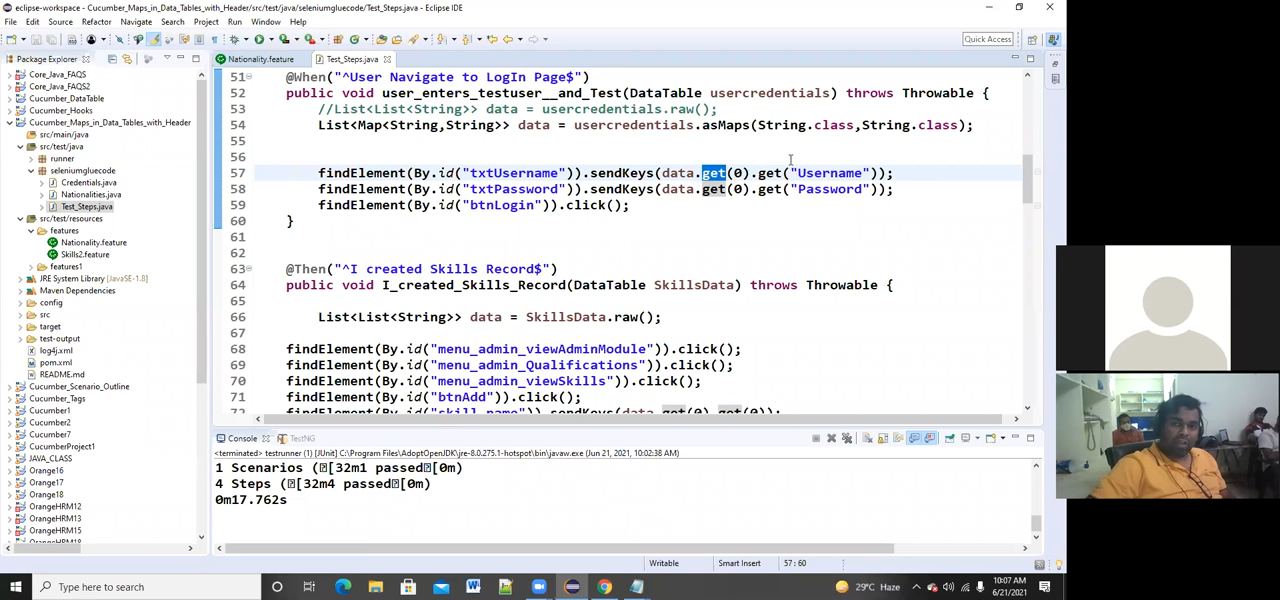 eclipse-workspace - Cucumber_Maps_in_Data_Tables_with_Header/src/test/java/seleniumgluecode/Test_Steps.java - Eclipse IDE
File Edit Source Refactor Navigate Search Project Run Window Help
Quick Access
Package Explorer
Core_Java_FAQS
Core_Java_FAQS2
Cucumber_DataTable
Cucumber_Hooks
Cucumber_Maps_in_Data_Tables_with_Header
src/main/java
src/test/java
runner
seleniumgluecode
Credentials.java
Nationalities.java
Test_Steps.java
src/test/resources
features
Nationality.feature
Skills2.feature
features1
JRE System Library [JavaSE-1.8]
Maven Dependencies
config
src
target
test-output
log4j.xml
pom.xml
README.md
Cucumber_Scenario_Outline
Cucumber_Tags
Cucumber1
Cucumber2
Cucumber7
CucumberProject1
JAVA_CLASS
Orange16
Orange17
Orange18
OrangeHRM12
OrangeHRM13
OrangeHRM15
OrangeHRM18
Nationality.feature Test_Steps.java
51 @When("^User Navigate to LogIn Page$")
52 public void user_enters_testuser__and_Test(DataTable usercredentials) throws Throwable {
53 //List<List<String>> data = usercredentials.raw();
54 List<Map<String,String>> data = usercredentials.asMaps(String.class,String.class);
55
56
57 findElement(By.id("txtUsername")).sendKeys(data.get(0).get("Username"));
58 findElement(By.id("txtPassword")).sendKeys(data.get(0).get("Password"));
59 findElement(By.id("btnLogin")).click();
60 }
61
62
63 @Then("^I created Skills Record$")
64 public void I_created_Skills_Record(DataTable SkillsData) throws Throwable {
65
66 List<List<String>> data = SkillsData.raw();
67
68 findElement(By.id("menu_admin_viewAdminModule")).click();
69 findElement(By.id("menu_admin_Qualifications")).click();
70 findElement(By.id("menu_admin_viewSkills")).click();
71 findElement(By.id("btnAdd")).click();
72 findElement(By.id("skill_name")).sendKeys(data.get(0).get(0));
Console TestNG
<terminated> testrunner (1) [JUnit] C:\Program Files\AdoptOpenJDK\jre-8.0.275.1-hotspot\bin\javaw.exe (Jun 21, 2021 10:02:38 AM)
1 Scenarios ([32m1 passed[0m)
4 Steps ([32m4 passed[0m)
0m17.762s
Writable Smart Insert 57 : 60
Type here to search
29°C Haze
10:07 AM
6/21/2021